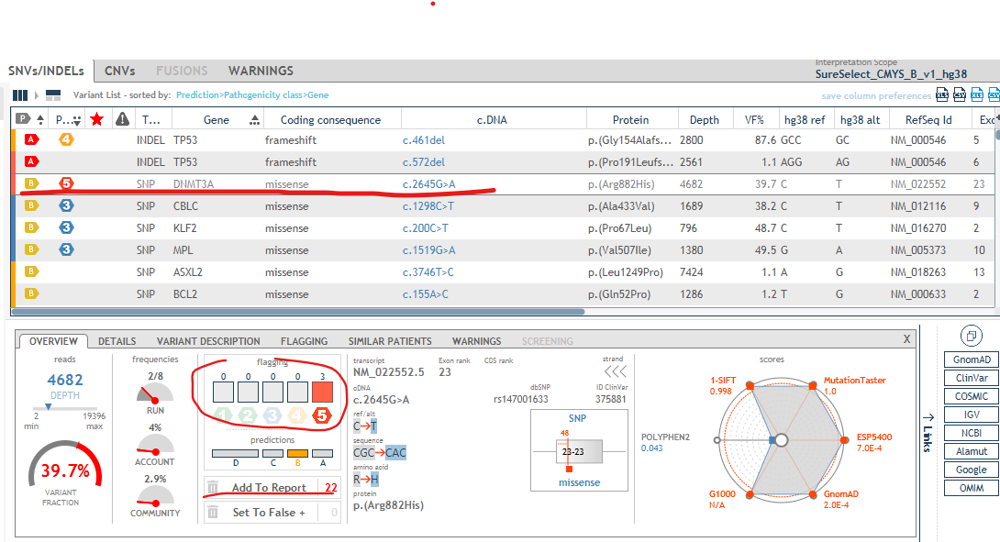 Interpretation Scope
SNVs/INDELs CNVs FUSIONS WARNINGS SureSelect_CMYS_B_v1_hg38
Variant List - sorted by: Prediction>Pathogenicity class>Gene save column preferences XLS CSV XLS CSV
P P... T... Gene Coding consequence c.DNA Protein Depth VF% hg38 ref hg38 alt RefSeq Id Exc
A 4 INDEL TP53 frameshift c.461del p.(Gly154Alafs... 2800 87.6 GCC GC NM_000546 5
A INDEL TP53 frameshift c.572del p.(Pro191Leufs... 2561 1.1 AGG AG NM_000546 6
B 5 SNP DNMT3A missense c.2645G>A p.(Arg882His) 4682 39.7 C T NM_022552 23
B 3 SNP CBLC missense c.1298C>T p.(Ala433Val) 1689 38.2 C T NM_012116 9
B 3 SNP KLF2 missense c.200C>T p.(Pro67Leu) 796 48.7 C T NM_016270 2
B 3 SNP MPL missense c.1519G>A p.(Val507Ile) 1380 49.5 G A NM_005373 10
B SNP ASXL2 missense c.3746T>C p.(Leu1249Pro) 7424 1.1 A G NM_018263 13
B SNP BCL2 missense c.155A>C p.(Gln52Pro) 1286 1.2 T G NM_000633 2
OVERVIEW DETAILS VARIANT DESCRIPTION FLAGGING SIMILAR PATIENTS WARNINGS SCREENING X
reads
4682
DEPTH
2 19396
min max
39.7%
VARIANT
FRACTION
frequencies
2/8
RUN
4%
ACCOUNT
2.9%
COMMUNITY
flagging
0 0 0 0 3
1 2 3 4 5
predictions
D C B A
Add To Report 22
Set To False + 0
transcript Exon rank CDS rank strand
NM_022552.5 23 <<<
cDNA dbSNP ID ClinVar
c.2645G>A rs147001633 375881
ref/alt
C→T
sequence
CGC→CAC
amino acid
R→H
protein
p.(Arg882His)
SNP
48
23-23
missense
scores
1-SIFT
0.998
MutationTaster
1.0
POLYPHEN2
0.043
ESP5400
7.0E-4
G1000
N/A
GnomAD
2.0E-4
→
Links
GnomAD
ClinVar
COSMIC
IGV
NCBI
Alamut
Google
OMIM